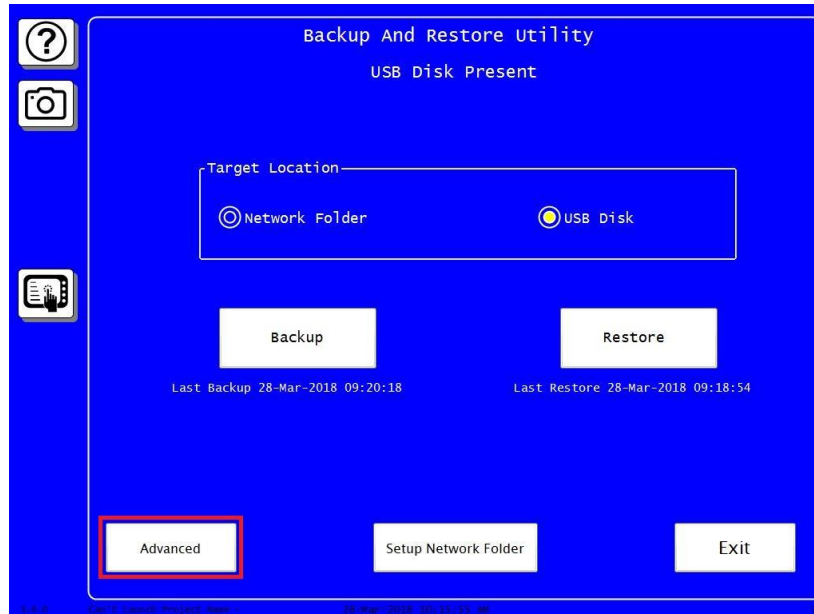 ?
Backup And Restore Utility
USB Disk Present
Target Location
Network Folder
USB Disk
Backup
Restore
Last Backup 28-Mar-2018 09:20:18
Last Restore 28-Mar-2018 09:18:54
Advanced
Setup Network Folder
Exit